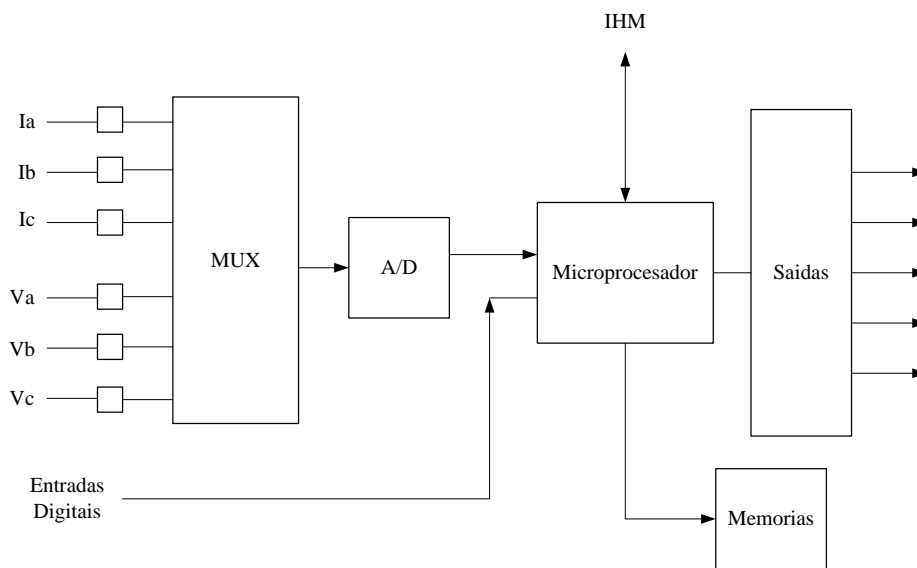 IHM
Ia
Ib
Ic
Va
Vb
Vc
MUX
A/D
Microprocesador
Saidas
Entradas
Digitais
Memorias